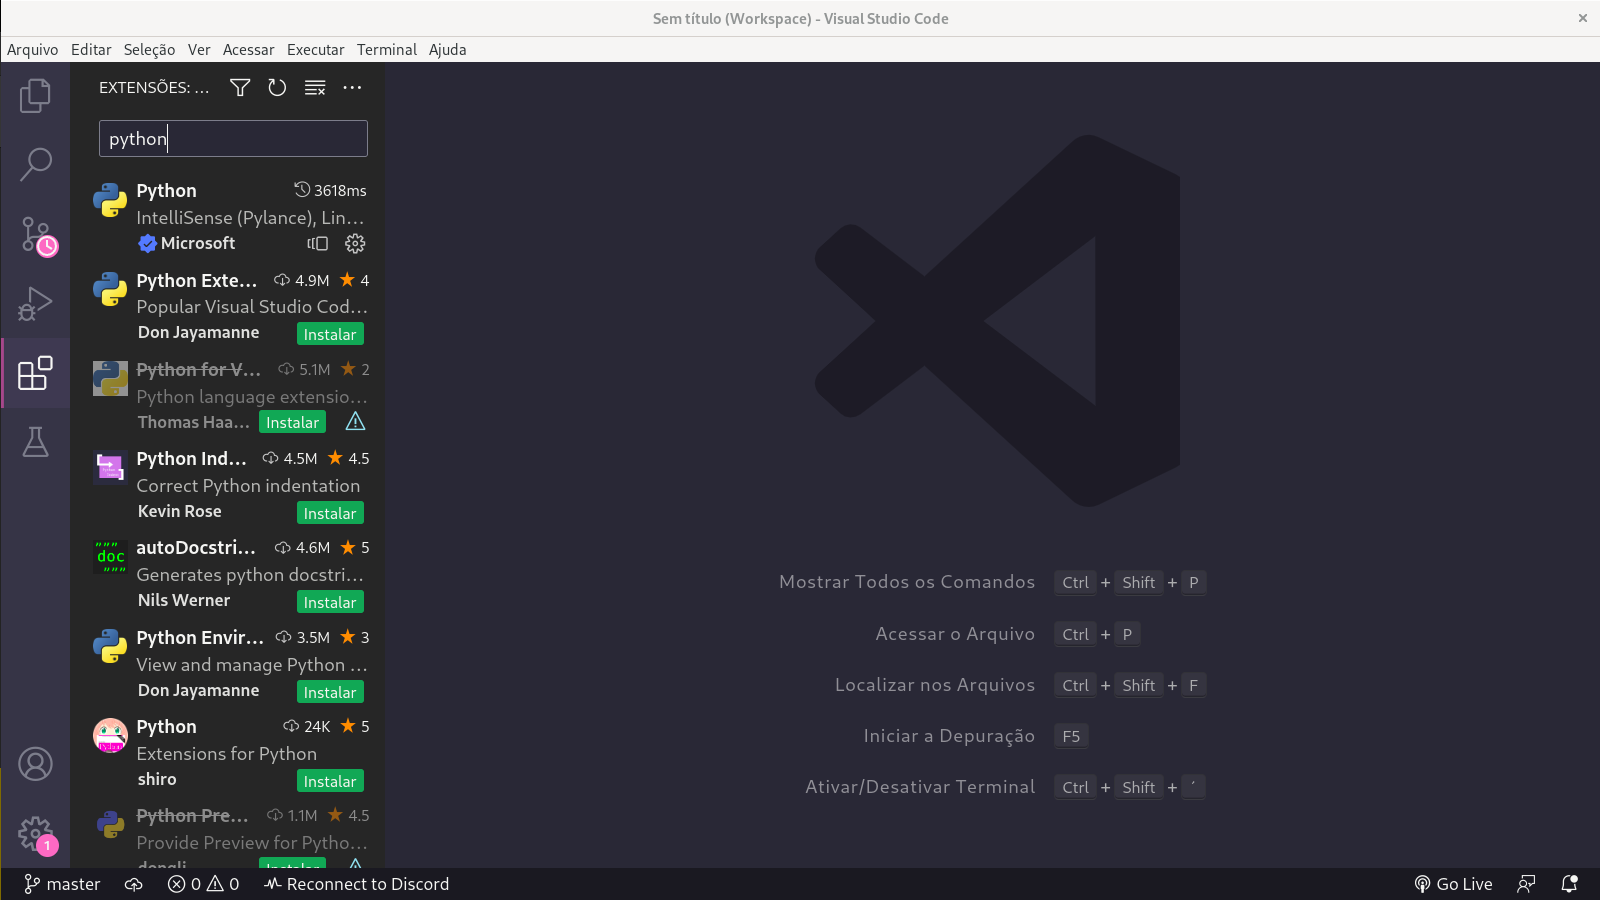 Sem título (Workspace) - Visual Studio Code
Arquivo Editar Seleção Ver Acessar Executar Terminal Ajuda
EXTENSÕES: ...
python
Python 3618ms
IntelliSense (Pylance), Lin...
Microsoft
Python Exte... 4.9M 4
Popular Visual Studio Cod...
Don Jayamanne Instalar
Python for V... 5.1M 2
Python language extensio...
Thomas Haa... Instalar
Python Ind... 4.5M 4.5
Correct Python indentation
Kevin Rose Instalar
autoDocstri... 4.6M 5
""" doc """
Generates python docstri...
Nils Werner Instalar
Python Envir... 3.5M 3
View and manage Python ...
Don Jayamanne Instalar
Python 24K 5
Python
Extensions for Python
shiro Instalar
Python Pre... 1.1M 4.5
Provide Preview for Pytho...
dongli Instalar
Mostrar Todos os Comandos Ctrl + Shift + P
Acessar o Arquivo Ctrl + P
Localizar nos Arquivos Ctrl + Shift + F
Iniciar a Depuração F5
Ativar/Desativar Terminal Ctrl + Shift + ´
1
master 0 0 Reconnect to Discord Go Live